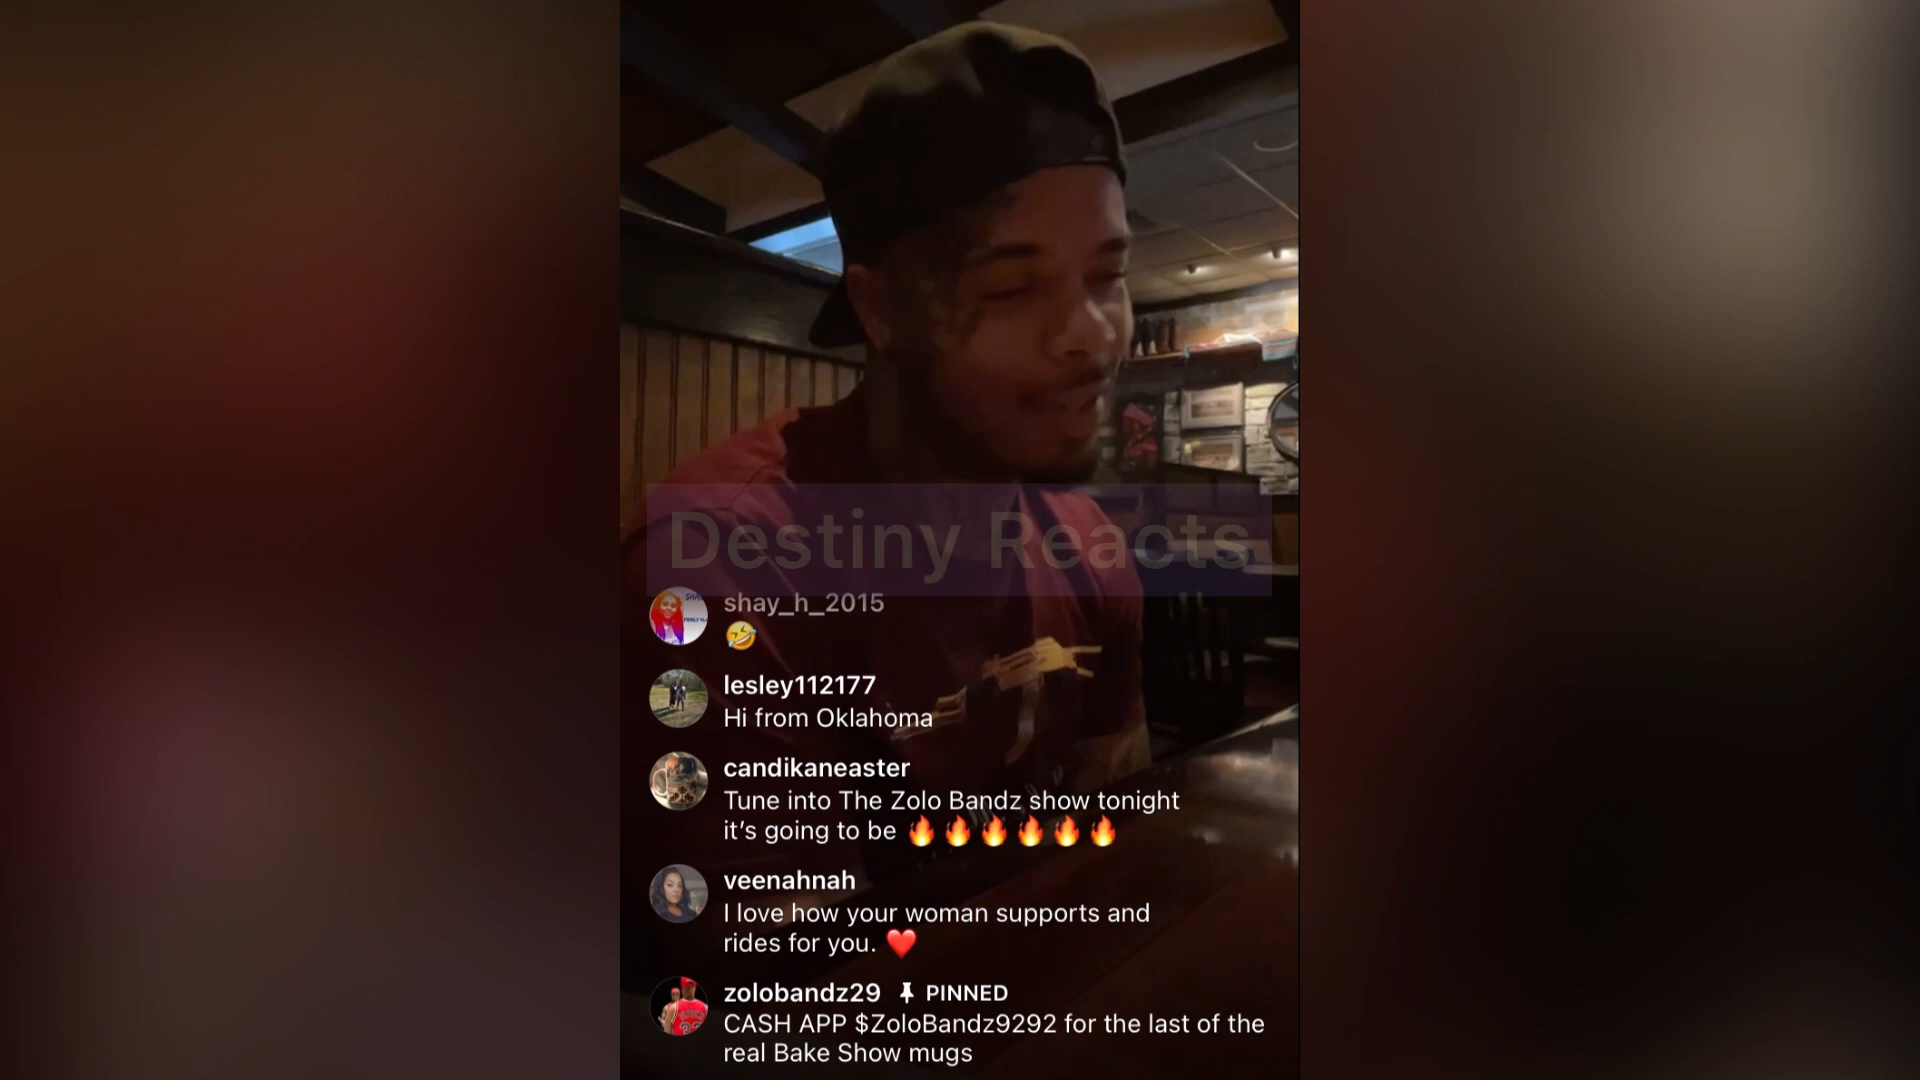 Destiny Reacts
shay_h_2015
🤣
lesley112177
Hi from Oklahoma
candikaneaster
Tune into The Zolo Bandz show tonight
it’s going to be 🔥🔥🔥🔥🔥🔥
veenahnah
I love how your woman supports and
rides for you. ❤️
zolobandz29 📌 PINNED
CASH APP $ZoloBandz9292 for the last of the
real Bake Show mugs